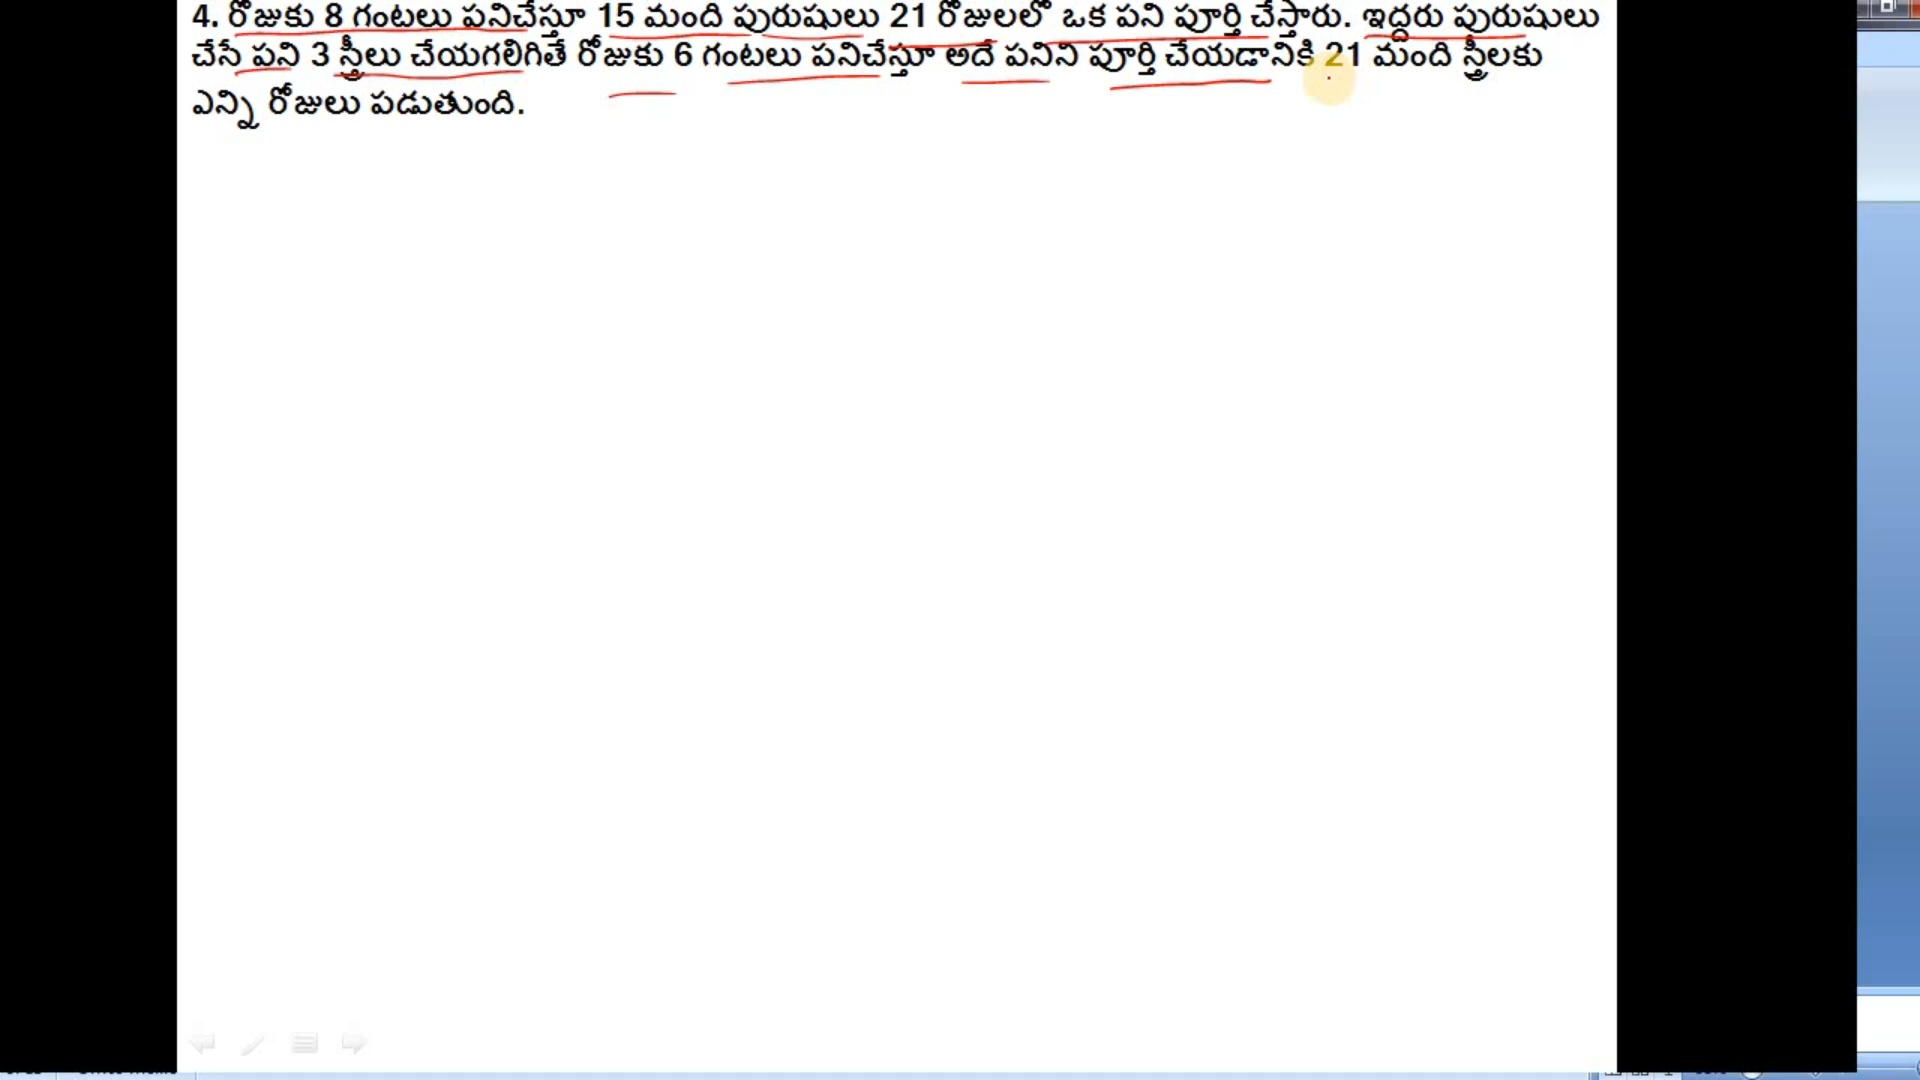 4. రోజుకు 8 గంటలు పనిచేస్తూ 15 మంది పురుషులు 21 రోజులలో ఒక పని పూర్తి చేస్తారు. ఇద్దరు పురుషులు
చేసే పని 3 స్త్రీలు చేయగలిగితే రోజుకు 6 గంటలు పనిచేస్తూ అదే పనిని పూర్తి చేయడానికి 21 మంది స్త్రీలకు
ఎన్ని రోజులు పడుతుంది.